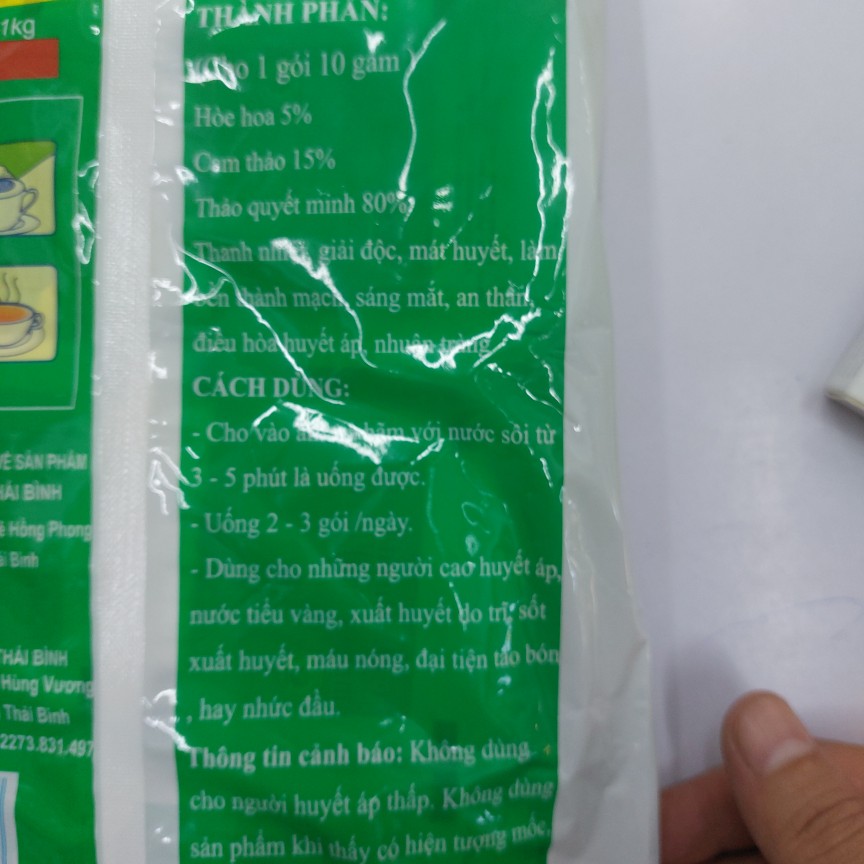 1kg
VỀ SẢN PHẨM
THÁI BÌNH
Hồng Phong
Bình
THÁI BÌNH
Hùng Vương
Thái Bình
2273.831.497
THÀNH PHẦN:
(Cho 1 gói 10 gam )
Hòe hoa 5%
Cam thảo 15%
Thảo quyết minh 80%
Thanh nhiệt, giải độc, mát huyết, làm
bền thành mạch, sáng mắt, an thần,
điều hòa huyết áp, nhuận tràng
CÁCH DÙNG:
- Cho vào hãm với nước sôi từ
3 - 5 phút là uống được.
- Uống 2 - 3 gói /ngày.
- Dùng cho những người cao huyết áp,
nước tiểu vàng, xuất huyết do trĩ, sốt
xuất huyết, máu nóng, đại tiện táo bón
, hay nhức đầu.
Thông tin cảnh báo: Không dùng
cho người huyết áp thấp. Không dùng
sản phẩm khi thấy có hiện tượng mốc,